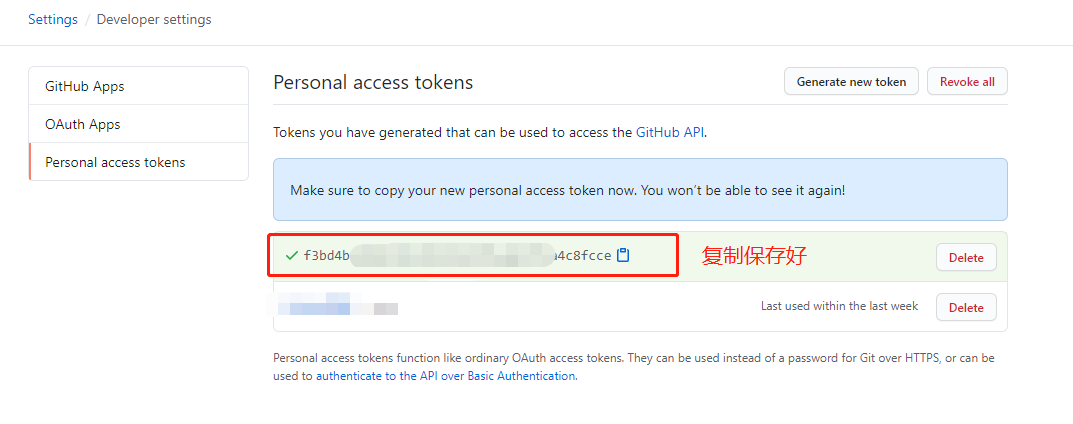 Settings / Developer settings
GitHub Apps
OAuth Apps
Personal access tokens
Personal access tokens
Generate new token
Revoke all
Tokens you have generated that can be used to access the GitHub API.
Make sure to copy your new personal access token now. You won't be able to see it again!
f3bd4b a4c8fcce
复制保存好
Delete
Last used within the last week
Delete
Personal access tokens function like ordinary OAuth access tokens. They can be used instead of a password for Git over HTTPS, or can be
used to authenticate to the API over Basic Authentication.